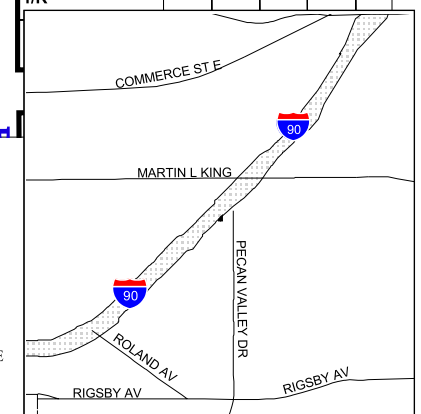 COMMERCE ST E
90
MARTIN L KING
PECAN VALLEY DR
90
ROLAND AV
RIGSBY AV
RIGSBY AV
E